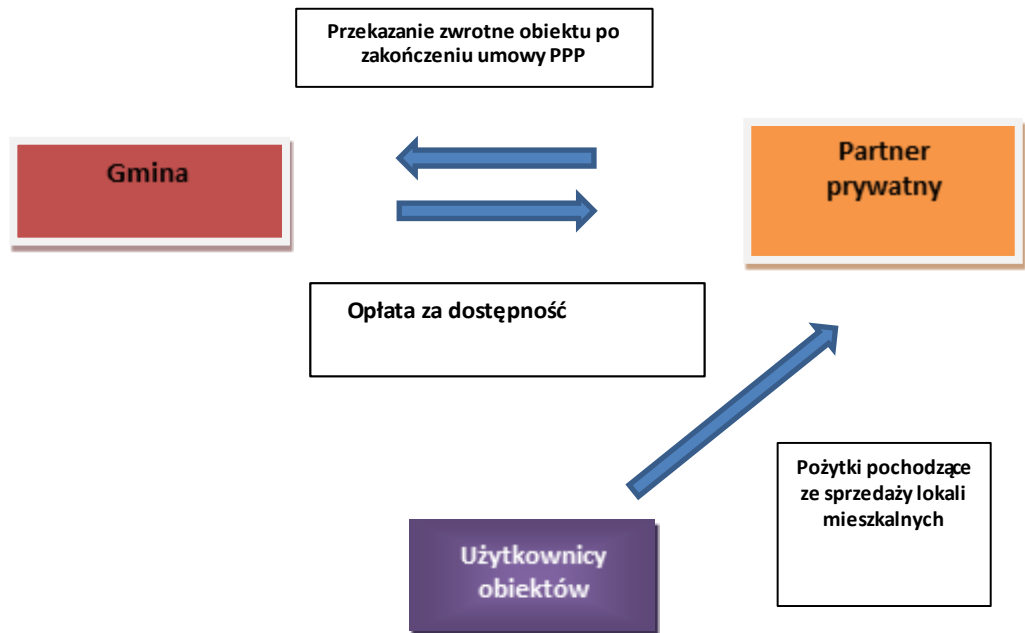 Przekazanie zwrotne obiektu po
zakończeniu umowy PPP
Gmina
Partner
prywatny
Opłata za dostępność
Pożytki pochodzące
ze sprzedaży lokali
mieszkalnych
Użytkownicy
obiektów